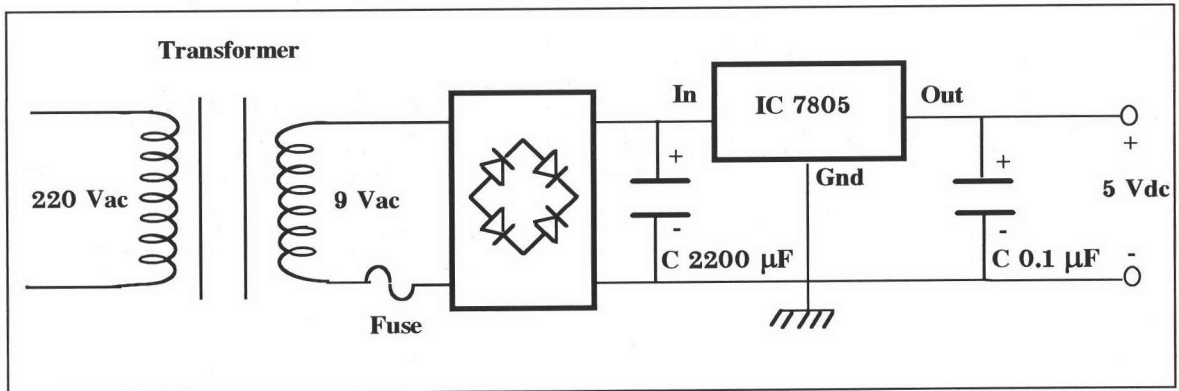 Transformer
220 Vac
9 Vac
Fuse
In
IC 7805
Out
Gnd
+
-
C 2200 µF
+
-
C 0.1 µF
+
5 Vdc
-